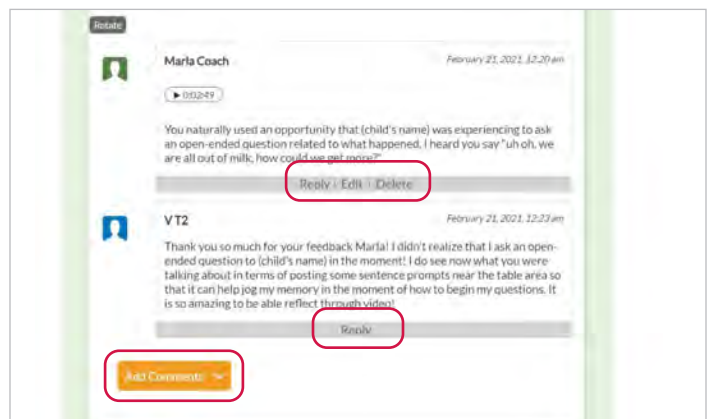 Rotate
Marla Coach
February 21, 2021, 12:20 am
▶ 0:02:49
You naturally used an opportunity that (child's name) was experiencing to ask
an open-ended question related to what happened. I heard you say "uh oh, we
are all out of milk, how could we get more?"
Reply | Edit | Delete
V T2
February 21, 2021, 12:23 am
Thank you so much for your feedback Marla! I didn't realize that I ask an open-
ended question to (child's name) in the moment! I do see now what you were
talking about in terms of posting some sentence prompts near the table area so
that it can help jog my memory in the moment of how to begin my questions. It
is so amazing to be able reflect through video!
Reply
Add Comments